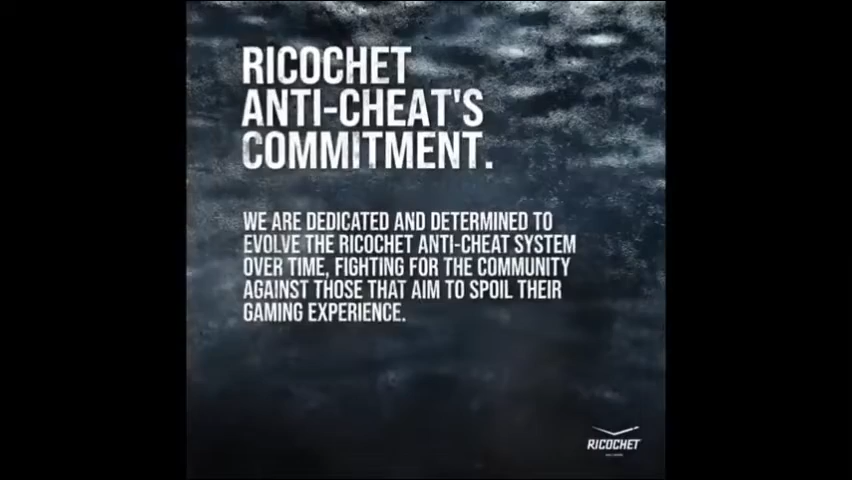 RICOCHET
ANTI-CHEAT'S
COMMITMENT.
WE ARE DEDICATED AND DETERMINED TO
EVOLVE THE RICOCHET ANTI-CHEAT SYSTEM
OVER TIME, FIGHTING FOR THE COMMUNITY
AGAINST THOSE THAT AIM TO SPOIL THEIR
GAMING EXPERIENCE.
RICOCHET